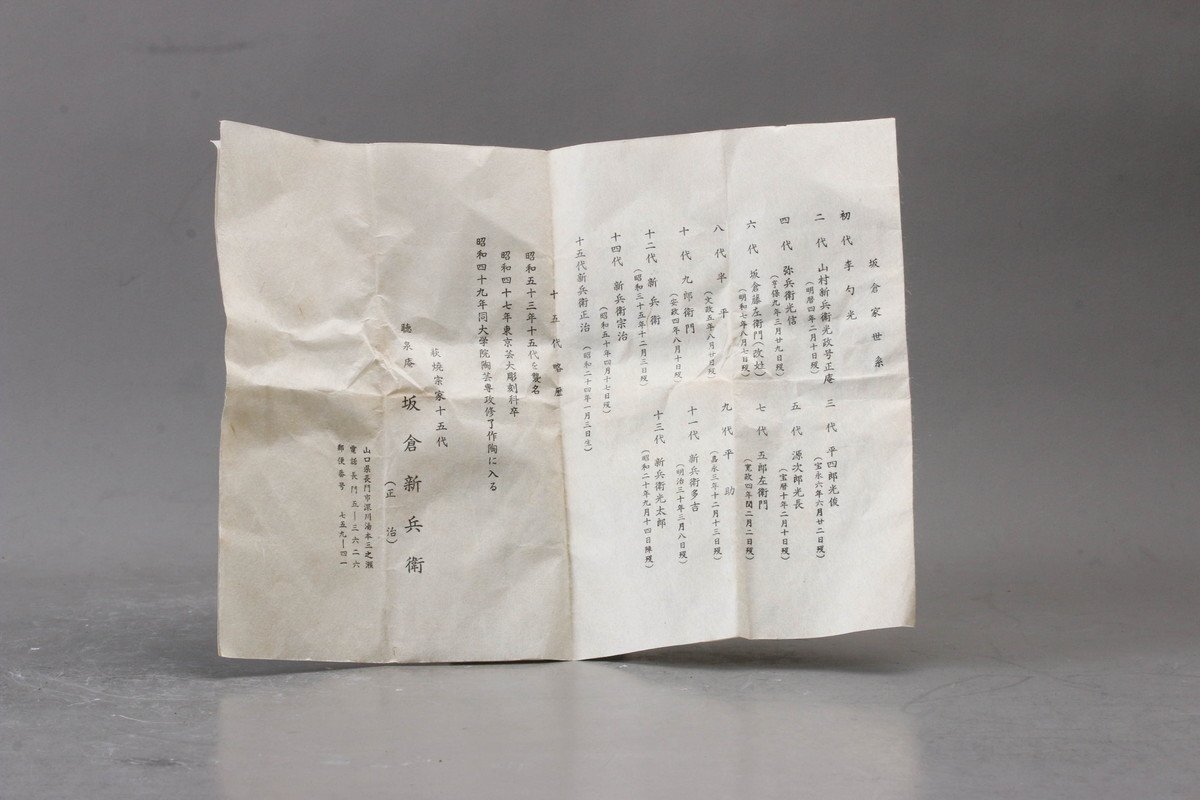 坂倉家世系
初代 李勺光
二代 山村新兵衛光政号正庵
(明暦四年二月十日歿)
三代 平四郎光俊
(宝永六年六月廿二日歿)
四代 弥兵衛光信
(享保九年三月廿九日歿)
五代 源次郎光長
(宝暦十年二月十日歿)
六代 坂倉藤左衛門(改姓)
(明和七年八月七日歿)
七代 五郎左衛門
(寛政四年閏二月二日歿)
八代 半平
(文政五年八月廿日歿)
九代 平助
(嘉永三年十二月十三日歿)
十代 九郎衛門
(安政四年八月十日歿)
十一代 新兵衛多吉
(明治三十年三月八日歿)
十二代 新兵衛
(昭和三十五年十二月三日歿)
十三代 新兵衛光太郎
(昭和二十年九月十四日陣歿)
十四代 新兵衛宗治
(昭和五十年四月十七日歿)
十五代新兵衛正治(昭和二十四年一月三日生)
十五代略歴
昭和五十三年十五代を襲名
昭和四十七年東京芸大彫刻科卒
昭和四十九年同大学院陶芸専攻修了作陶に入る
萩焼宗家十五代
聴泉庵 坂倉新兵衛
(正治)
山口県長門市深川湯本三之瀬
電話長門五―三六二六
郵便番号 七五九―四一